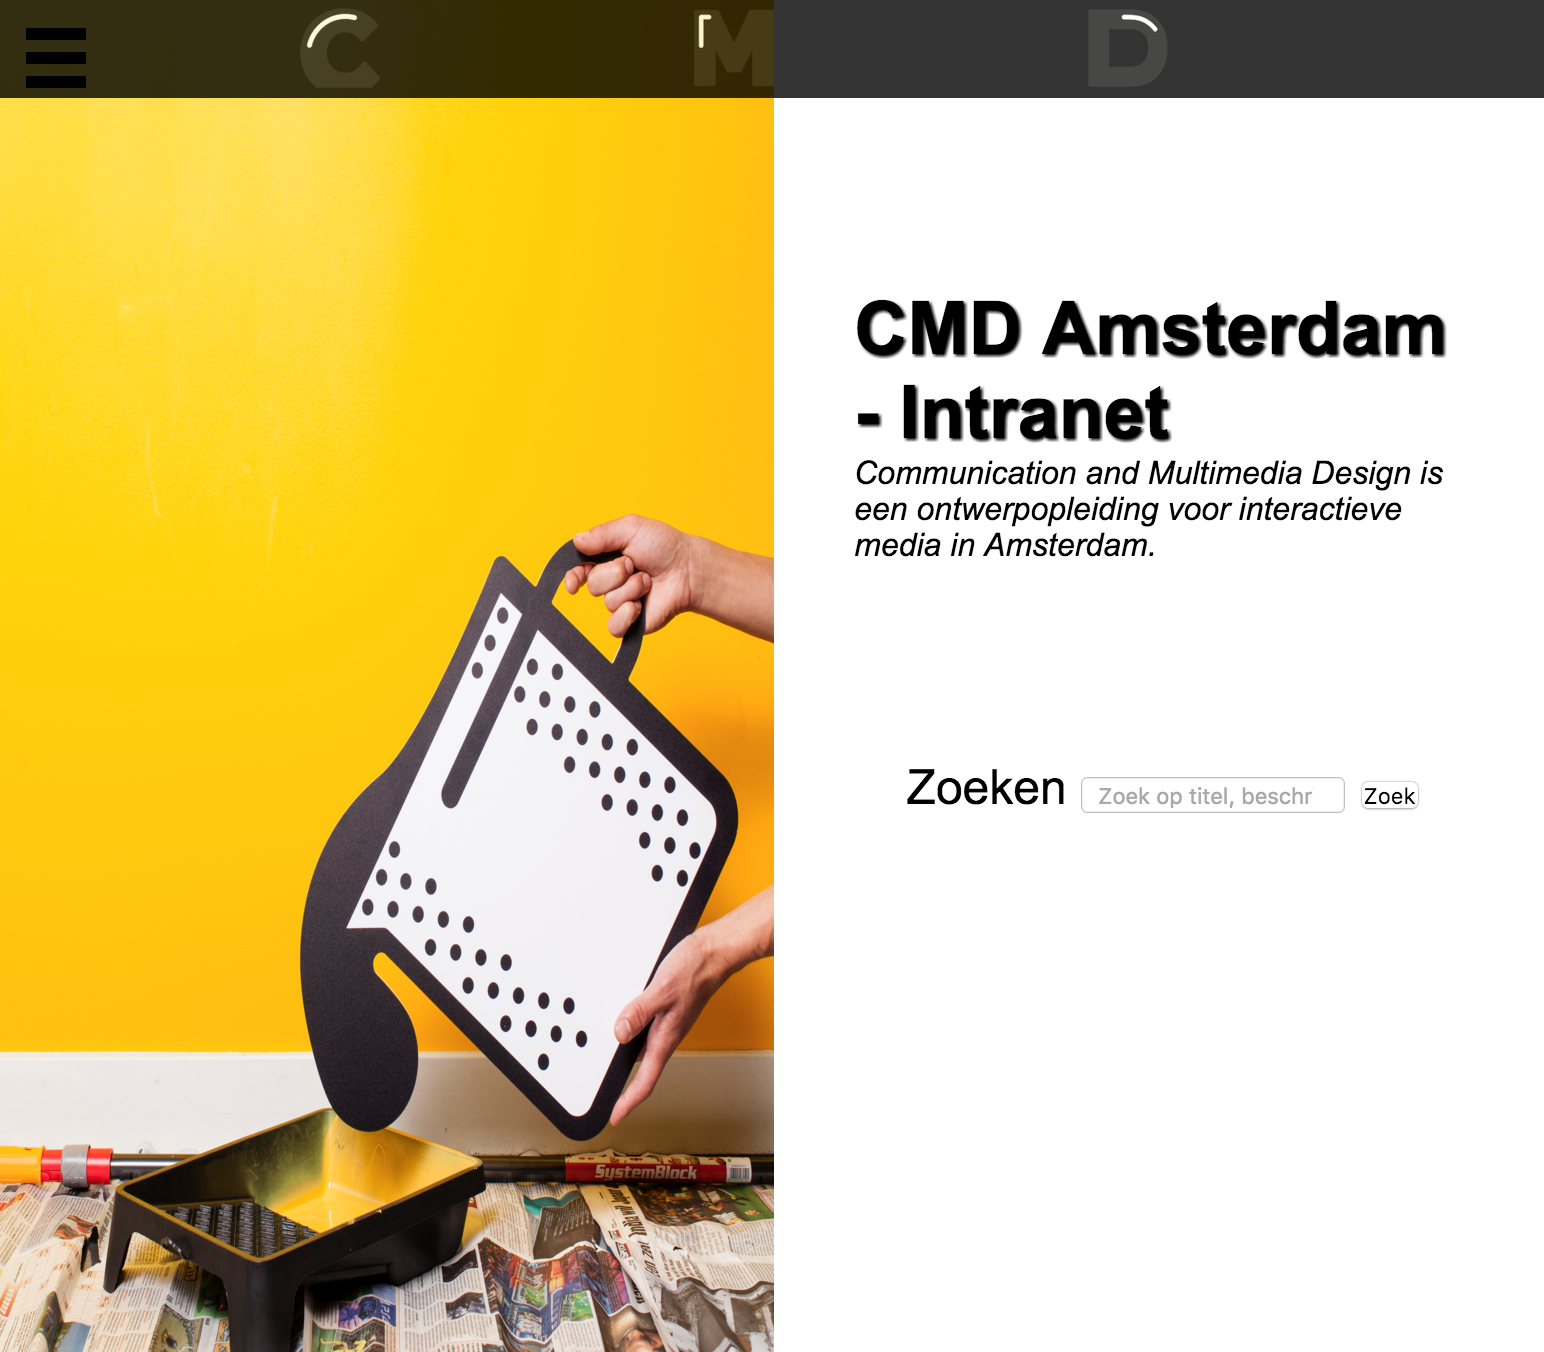 C M D
CMD Amsterdam
- Intranet
Communication and Multimedia Design is
een ontwerpopleiding voor interactieve
media in Amsterdam.
Zoeken Zoek op titel, beschr Zoek
SystemBlock